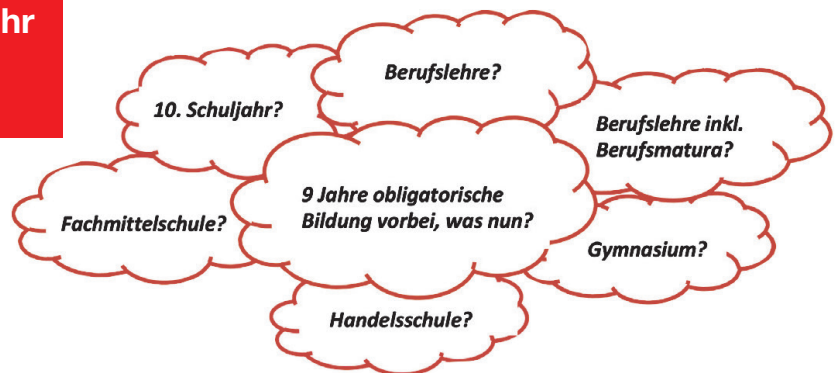 hr
Berufslehre?
10. Schuljahr?
Berufslehre inkl.
Berufsmatura?
9 Jahre obligatorische
Bildung vorbei, was nun?
Fachmittelschule?
Gymnasium?
Handelsschule?